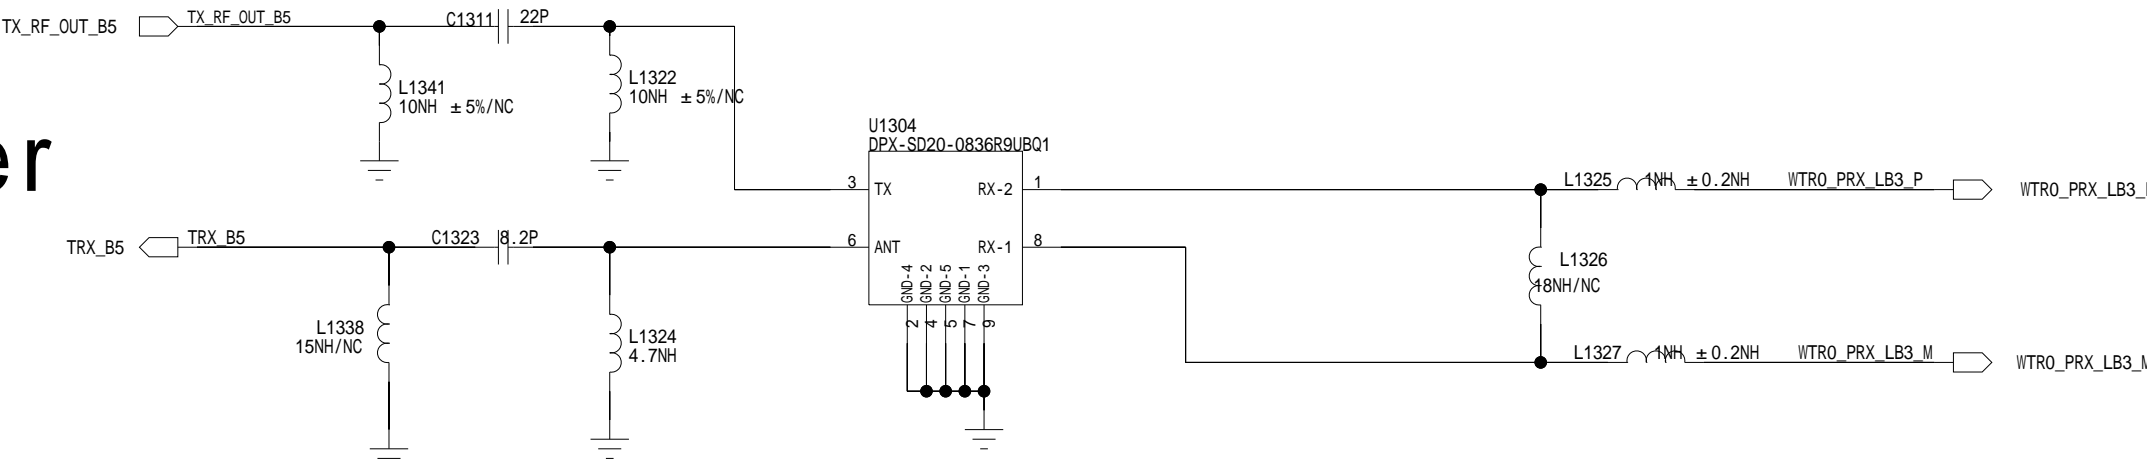 TX_RF_OUT_B5
TX_RF_OUT_B5
C1311
22P
L1341
10NH ±5%/NC
L1322
10NH ±5%/NC
er
U1304
DPX-SD20-0836R9UBQ1
3
TX
RX-2
1
L1325
1NH ±0.2NH
WTR0_PRX_LB3_P
WTR0_PRX_LB3_
TRX_B5
TRX_B5
C1323
8.2P
6
ANT
RX-1
8
GND-4
GND-2
GND-5
GND-1
GND-3
2
4
5
7
9
L1326
18NH/NC
L1338
15NH/NC
L1324
4.7NH
L1327
1NH ±0.2NH
WTR0_PRX_LB3_M
WTR0_PRX_LB3_M